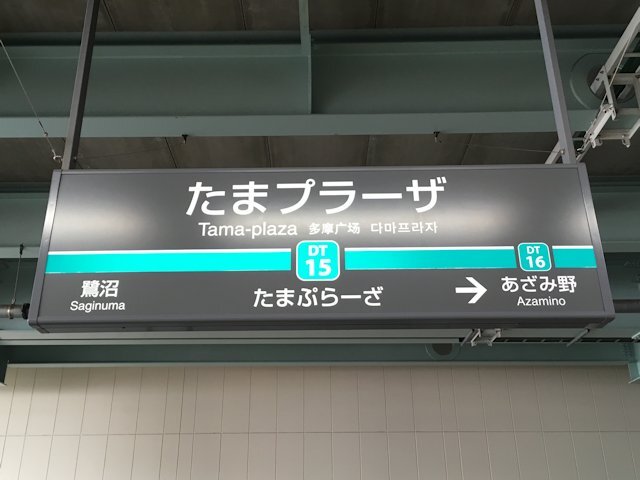 たまプラーザ
Tama-plaza 多摩广场 다마프라자
DT
15
DT
16
鷺沼
Saginuma
たまぷらーざ
→
あざみ野
Azamino